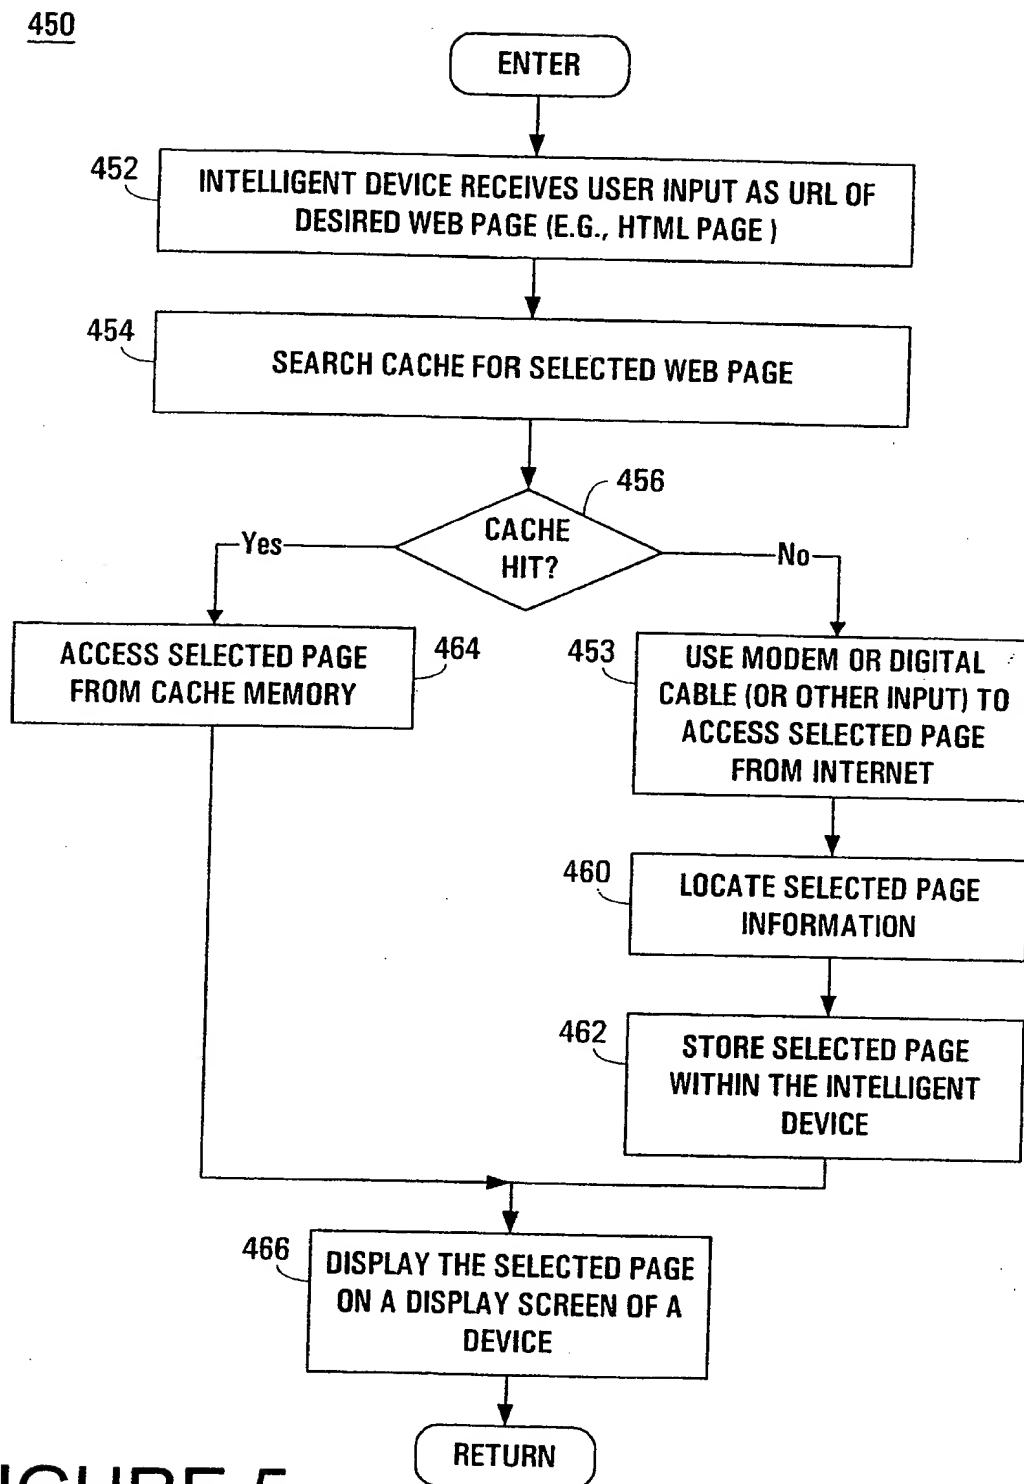 450
ENTER
452
INTELLIGENT DEVICE RECEIVES USER INPUT AS URL OF
DESIRED WEB PAGE (E.G., HTML PAGE )
454
SEARCH CACHE FOR SELECTED WEB PAGE
456
CACHE
HIT?
Yes
No
ACCESS SELECTED PAGE
FROM CACHE MEMORY
464
453
USE MODEM OR DIGITAL
CABLE (OR OTHER INPUT) TO
ACCESS SELECTED PAGE
FROM INTERNET
460
LOCATE SELECTED PAGE
INFORMATION
462
STORE SELECTED PAGE
WITHIN THE INTELLIGENT
DEVICE
466
DISPLAY THE SELECTED PAGE
ON A DISPLAY SCREEN OF A
DEVICE
RETURN